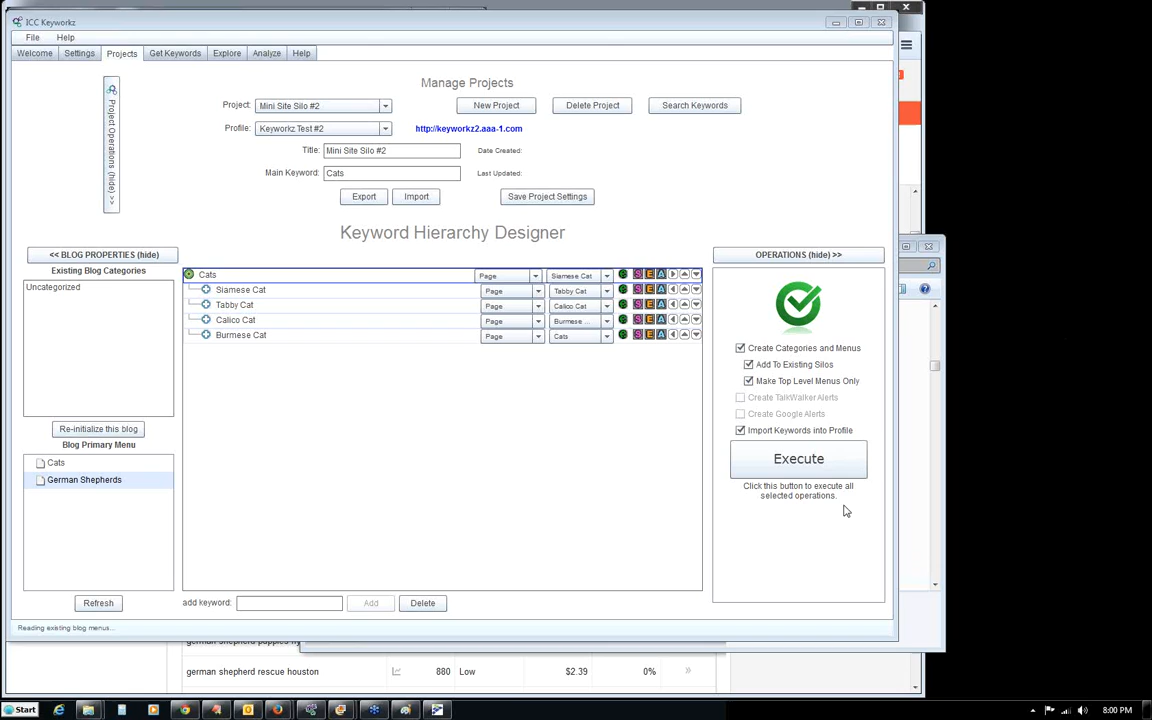 ICC Keyworkz
File Help
Welcome Settings Projects Get Keywords Explore Analyze Help
Manage Projects
Project: Mini Site Silo #2 New Project Delete Project Search Keywords
Profile: Keyworkz Test #2 http://keyworkz2.aaa-1.com
Title: Mini Site Silo #2 Date Created:
Main Keyword: Cats Last Updated:
Export Import Save Project Settings
Project Operations (hide) >>
Keyword Hierarchy Designer
<< BLOG PROPERTIES (hide)
Existing Blog Categories
Uncategorized
Re-initialize this blog
Blog Primary Menu
Cats
German Shepherds
Refresh
Cats Page Siamese Cat S E A
Siamese Cat Page Tabby Cat S E A
Tabby Cat Page Calico Cat S E A
Calico Cat Page Burmese ... S E A
Burmese Cat Page Cats S E A
add keyword: Add Delete
OPERATIONS (hide) >>
Create Categories and Menus
Add To Existing Silos
Make Top Level Menus Only
Create TalkWalker Alerts
Create Google Alerts
Import Keywords into Profile
Execute
Click this button to execute all
selected operations.
Reading existing blog menus...
german shepherd rescue houston 880 Low $2.39 0% »
Start 8:00 PM